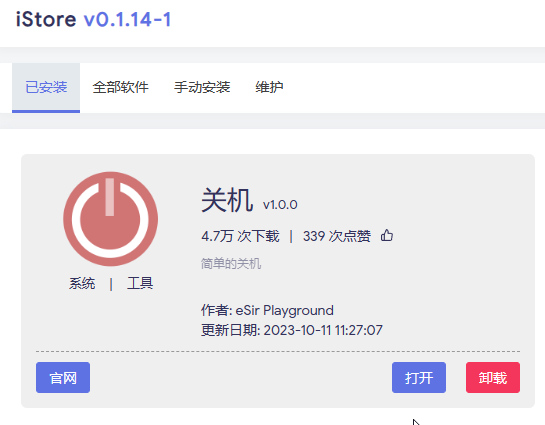 iStore v0.1.14-1
已安装 全部软件 手动安装 维护
关机 v1.0.0
4.7万 次下载 | 339 次点赞
简单的关机
系统 | 工具
作者: eSir Playground
更新日期: 2023-10-11 11:27:07
官网 打开 卸载